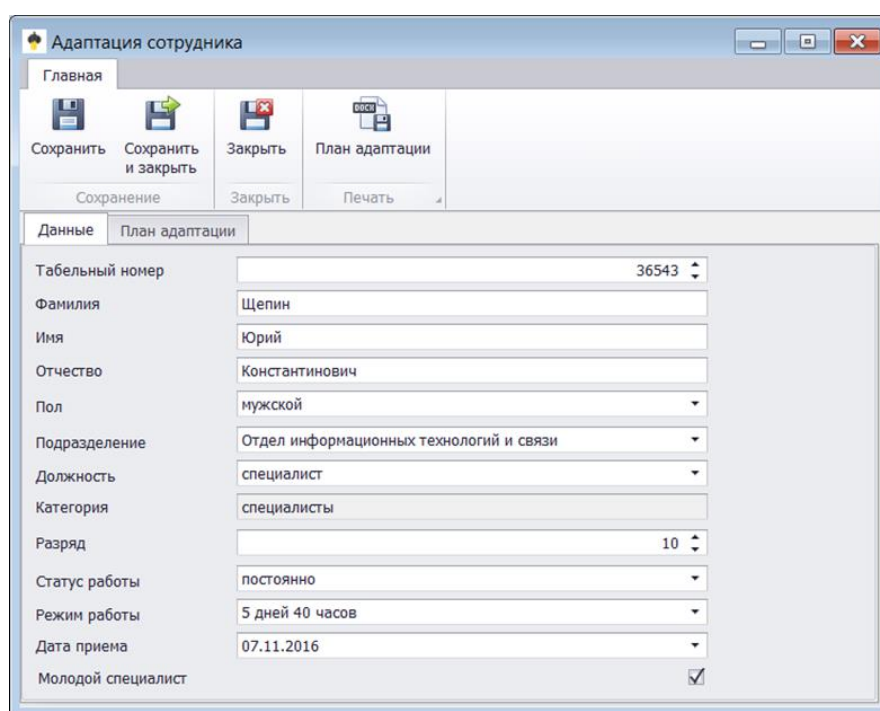 Адаптация сотрудника
Главная
Сохранить
Сохранить
и закрыть
Закрыть
DOCX
План адаптации
Сохранение
Закрыть
Печать
Данные
План адаптации
Табельный номер 36543
Фамилия Щепин
Имя Юрий
Отчество Константинович
Пол мужской
Подразделение Отдел информационных технологий и связи
Должность специалист
Категория специалисты
Разряд 10
Статус работы постоянно
Режим работы 5 дней 40 часов
Дата приема 07.11.2016
Молодой специалист